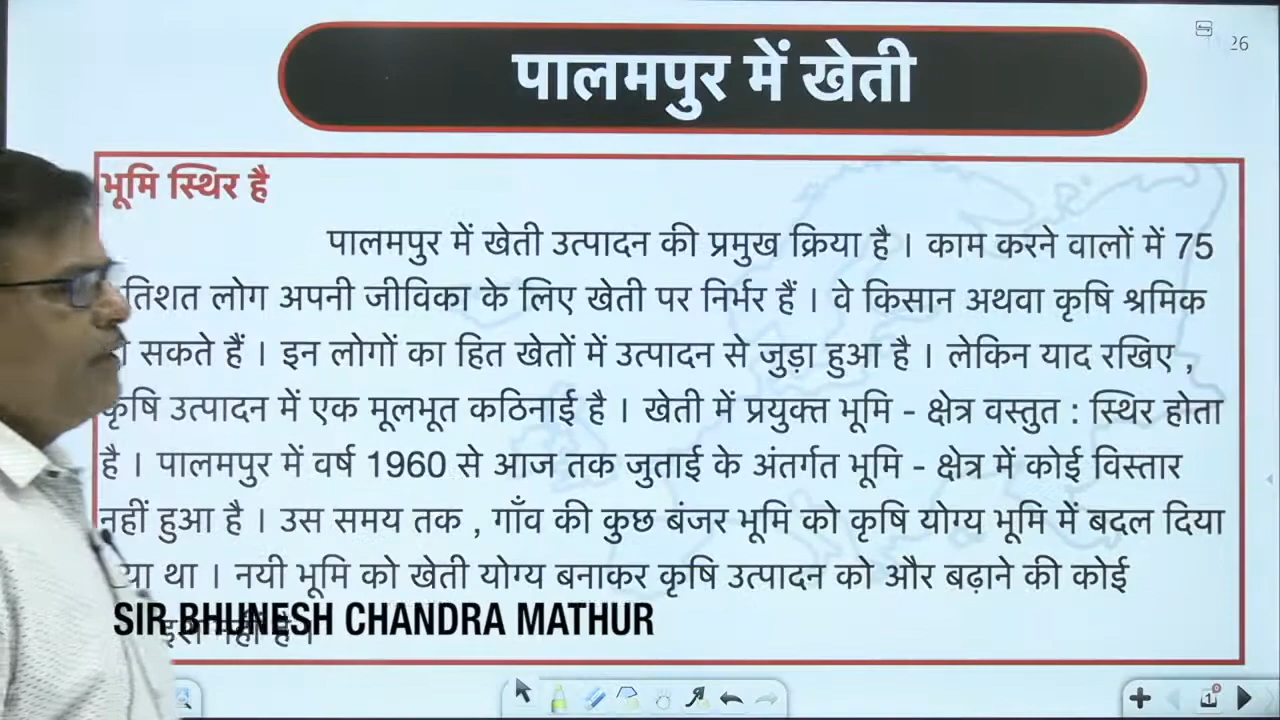 पालमपुर में खेती
26
भूमि स्थिर है
पालमपुर में खेती उत्पादन की प्रमुख क्रिया है । काम करने वालों में 75
तिशत लोग अपनी जीविका के लिए खेती पर निर्भर हैं । वे किसान अथवा कृषि श्रमिक
सकते हैं । इन लोगों का हित खेतों में उत्पादन से जुड़ा हुआ है । लेकिन याद रखिए ,
कृषि उत्पादन में एक मूलभूत कठिनाई है । खेती में प्रयुक्त भूमि - क्षेत्र वस्तुत : स्थिर होता
है । पालमपुर में वर्ष 1960 से आज तक जुताई के अंतर्गत भूमि - क्षेत्र में कोई विस्तार
नहीं हुआ है । उस समय तक , गाँव की कुछ बंजर भूमि को कृषि योग्य भूमि में बदल दिया
या था । नयी भूमि को खेती योग्य बनाकर कृषि उत्पादन को और बढ़ाने की कोई
नहीं है ।
SIR BHUNESH CHANDRA MATHUR
1